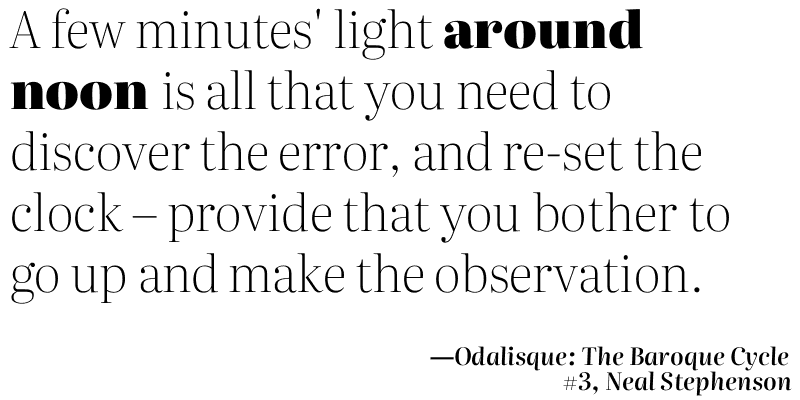 A few minutes' light around
noon is all that you need to
discover the error, and re-set the
clock – provide that you bother to
go up and make the observation.
—Odalisque: The Baroque Cycle
#3, Neal Stephenson